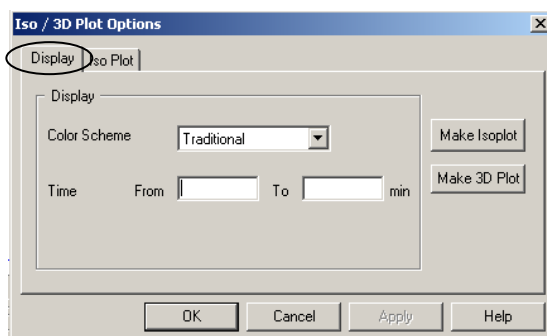 Iso / 3D Plot Options
Display Iso Plot
Display
Color Scheme Traditional Make Isoplot
Make 3D Plot
Time From To min
OK Cancel Apply Help